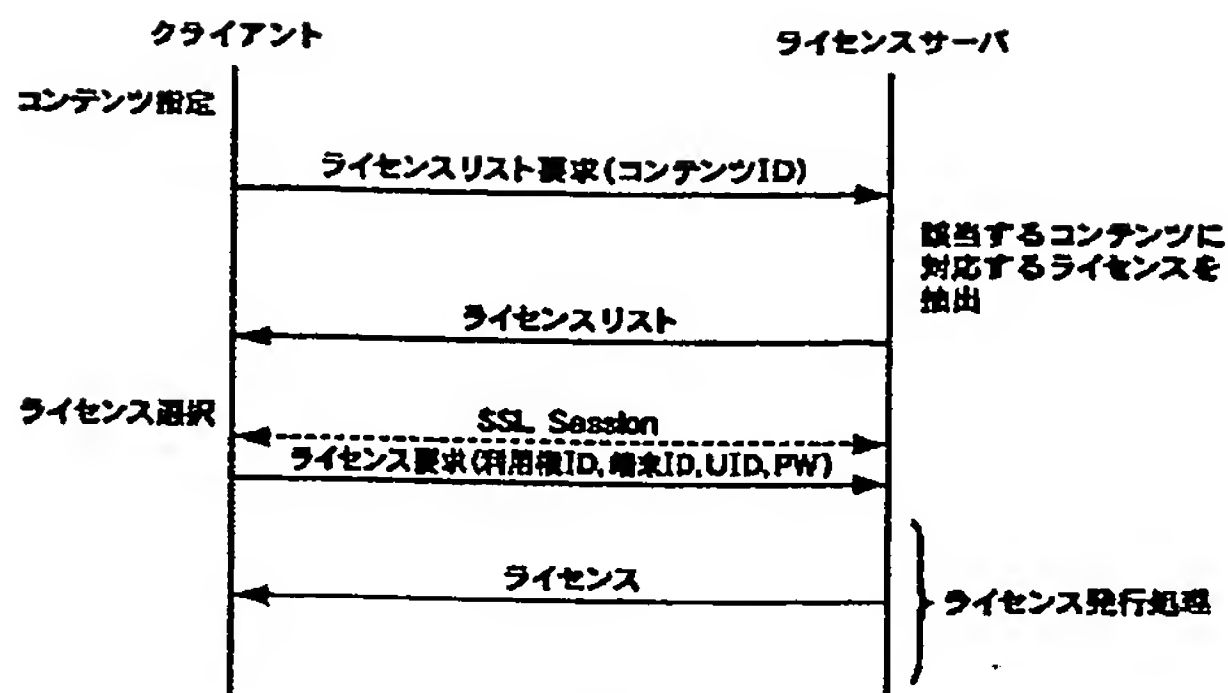 クライアント
ライセンスサーバ
コンテンツ指定
ライセンスリスト要求(コンテンツID)
該当するコンテンツに
対応するライセンスを
抽出
ライセンスリスト
ライセンス選択
SSL Session
ライセンス要求(利用権ID,端末ID,UID,PW)
ライセンス
ライセンス発行処理